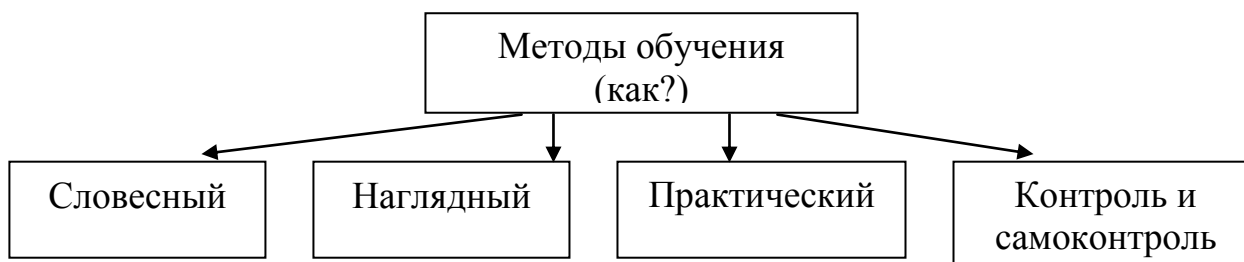 Методы обучения
(как?)
Словесный
Наглядный
Практический
Контроль и
самоконтроль